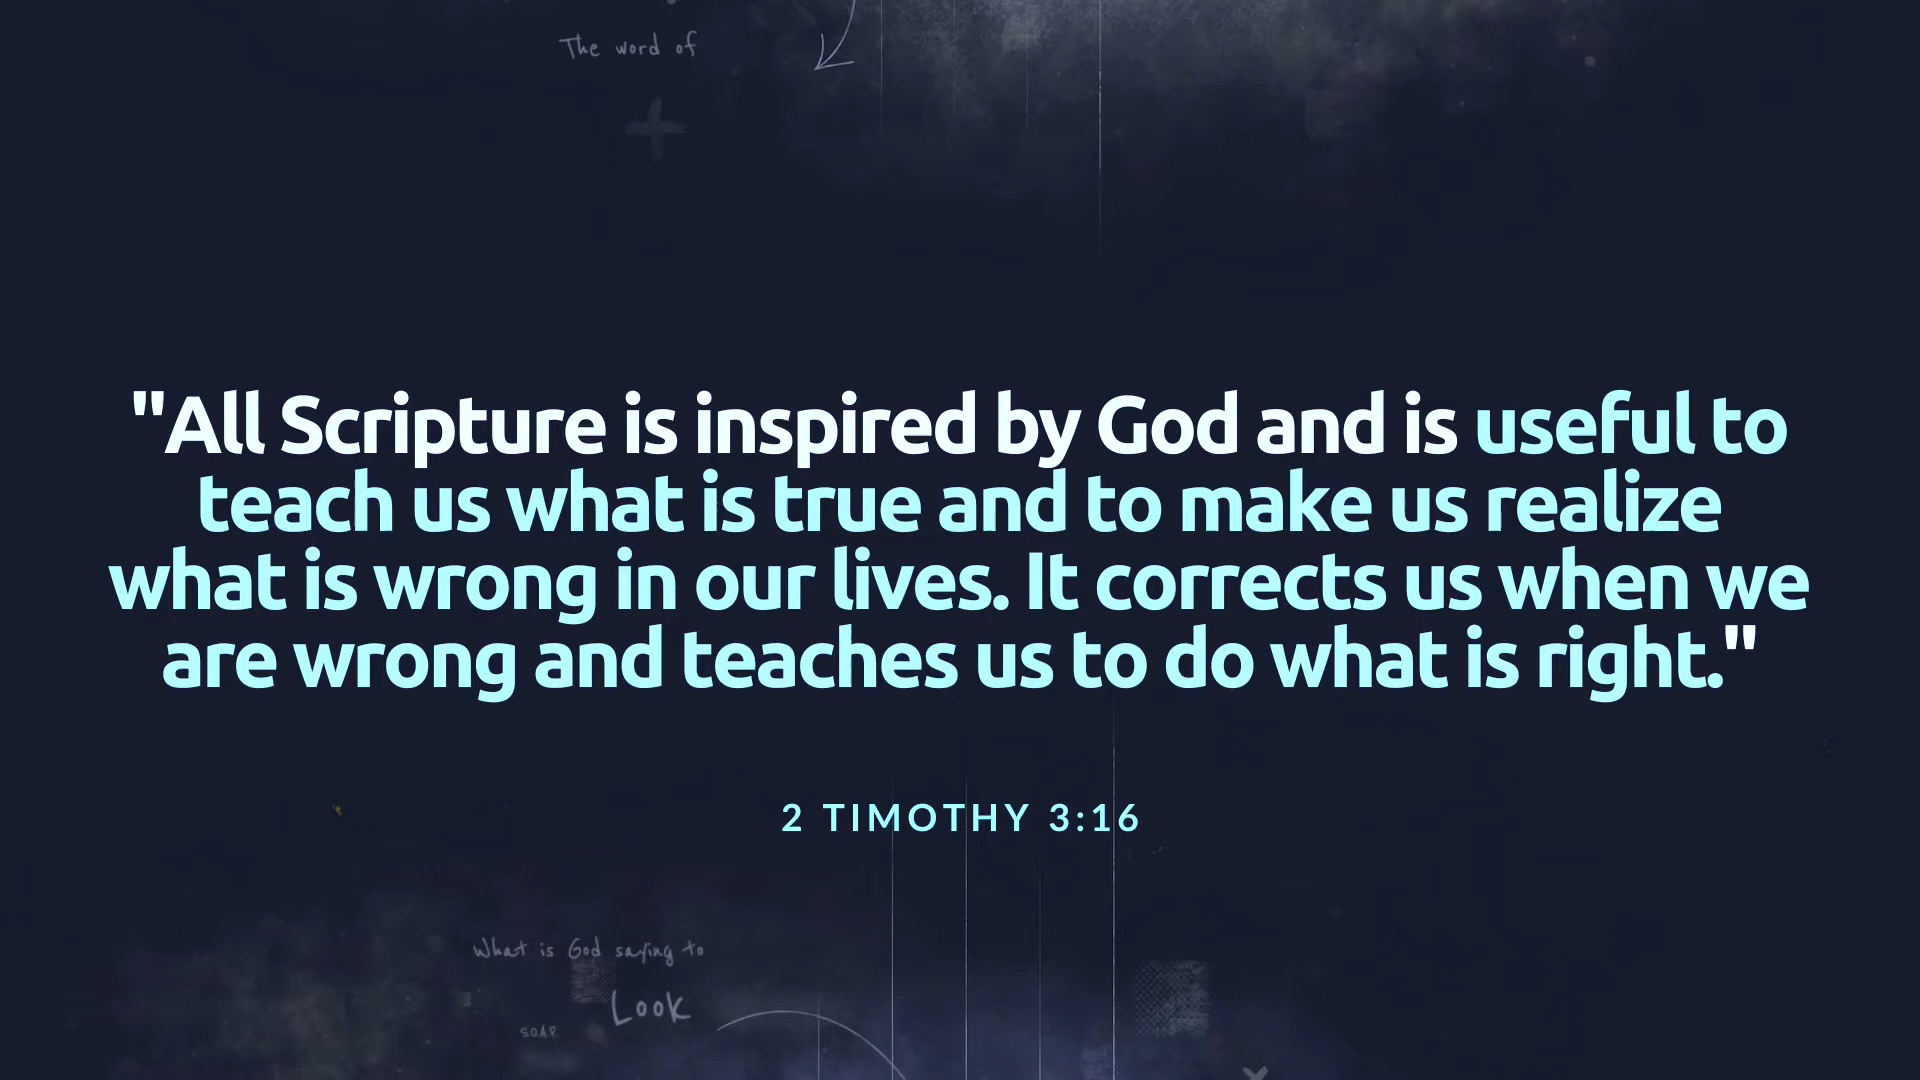 The word of
"All Scripture is inspired by God and is useful to
teach us what is true and to make us realize
what is wrong in our lives. It corrects us when we
are wrong and teaches us to do what is right."
2 TIMOTHY 3:16
What is God saying to
Look
SOAP